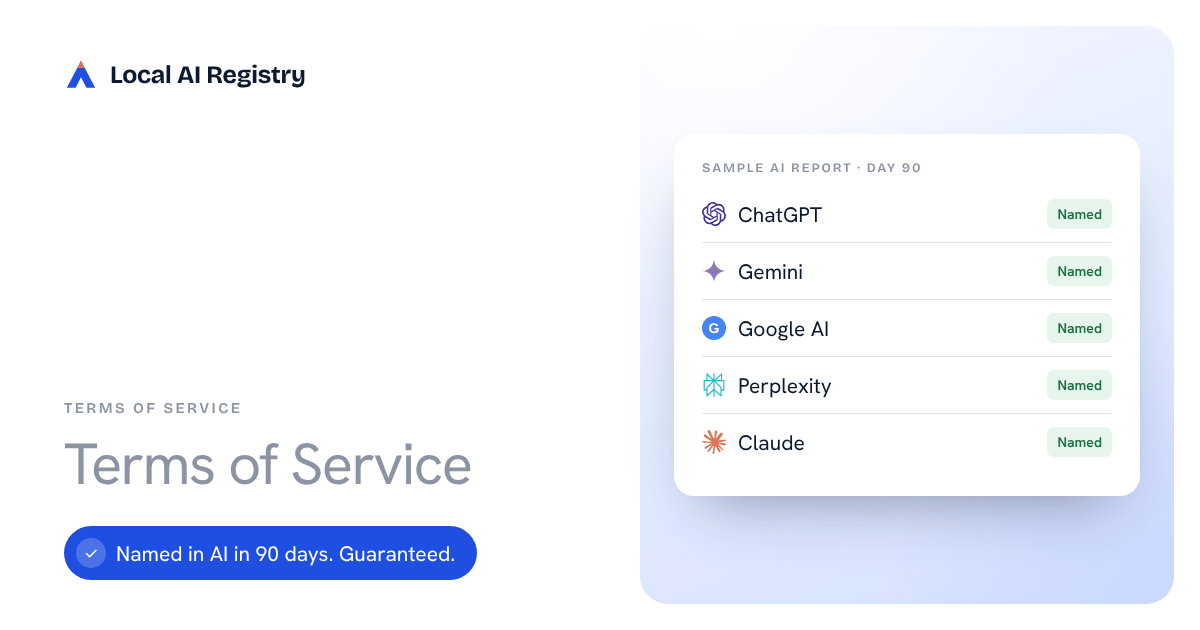 Local AI Registry
TERMS OF SERVICE
Terms of Service
Named in AI in 90 days. Guaranteed.
SAMPLE AI REPORT · DAY 90
ChatGPT Named
Gemini Named
G Google AI Named
Perplexity Named
Claude Named